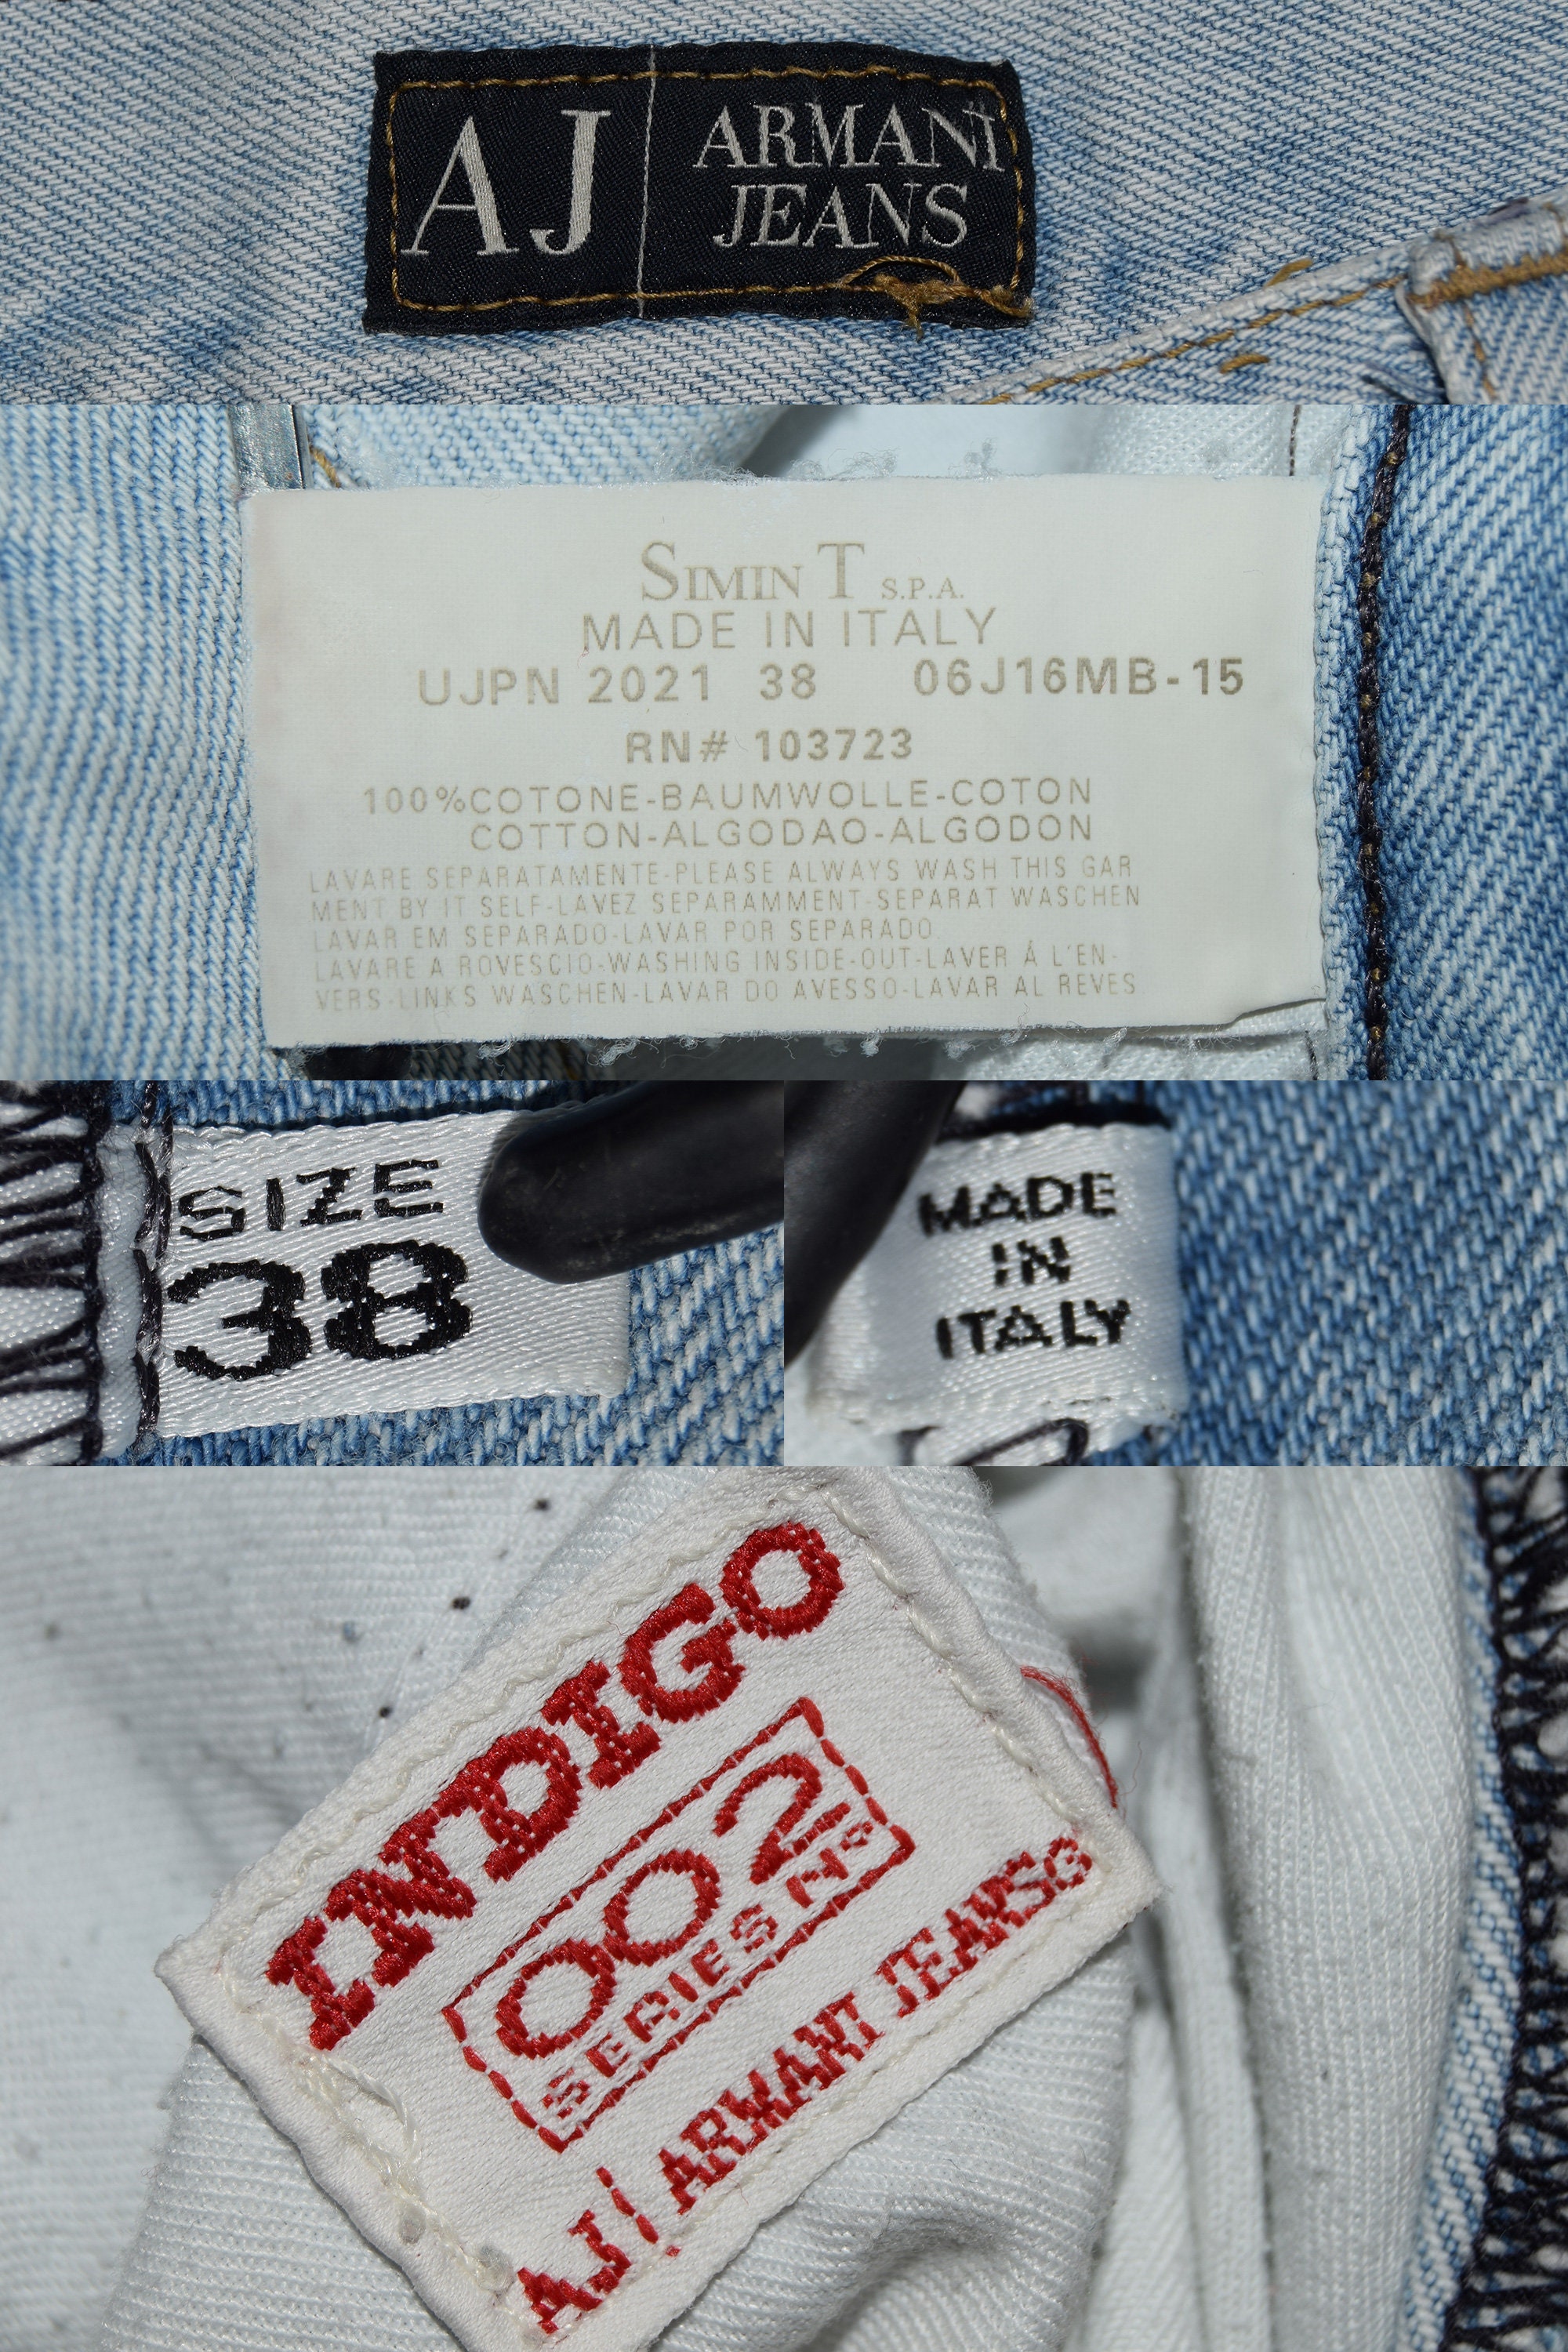 AJ
ARMANI
JEANS
SIMIN T S.P.A.
MADE IN ITALY
UJPN 2021 38 06J16MB-15
RN# 103723
100%COTONE-BAUMWOLLE-COTON
COTTON-ALGODAO-ALGODON
LAVARE SEPARATAMENTE-PLEASE ALWAYS WASH THIS GAR
MENT BY IT SELF-LAVEZ SEPARAMMENT-SEPARAT WASCHEN
LAVAR EM SEPARADO-LAVAR POR SEPARADO
LAVARE A ROVESCIO-WASHING INSIDE-OUT-LAVER Á L'EN-
VERS-LINKS WASCHEN-LAVAR DO AVESSO-LAVAR AL REVES
SIZE
38
MADE
IN
ITALY
INDIGO
002
SERIES Nº
AJ| ARMANI JEANS